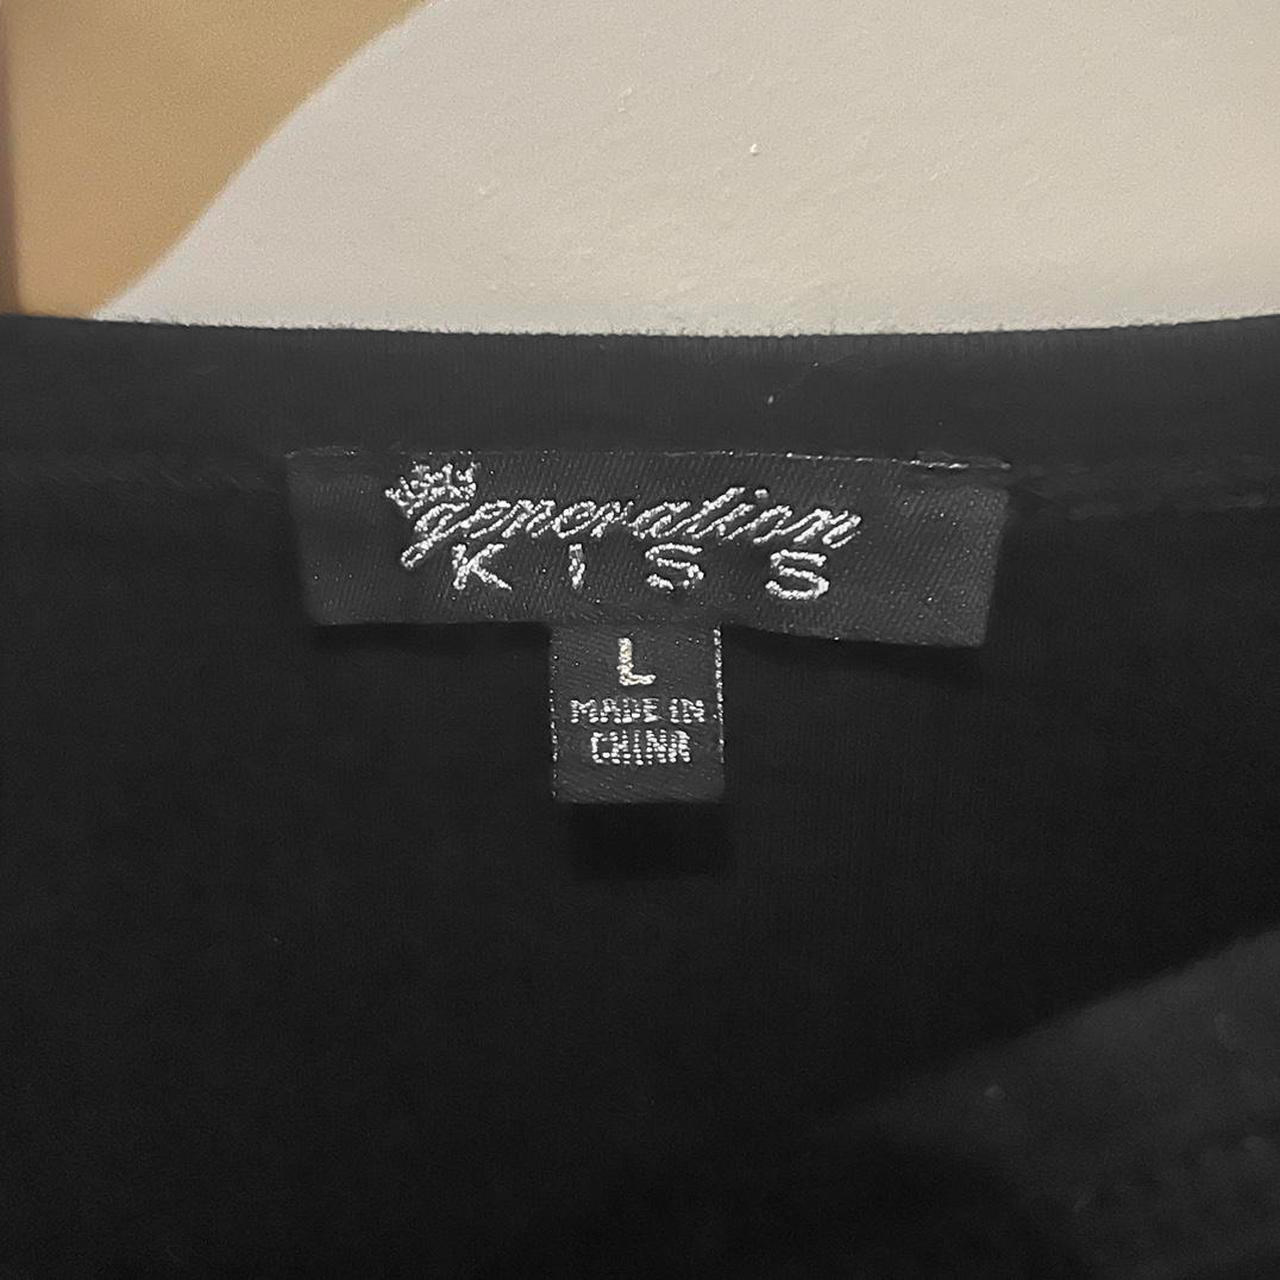 generation
KISS
L
MADE IN
CHINA